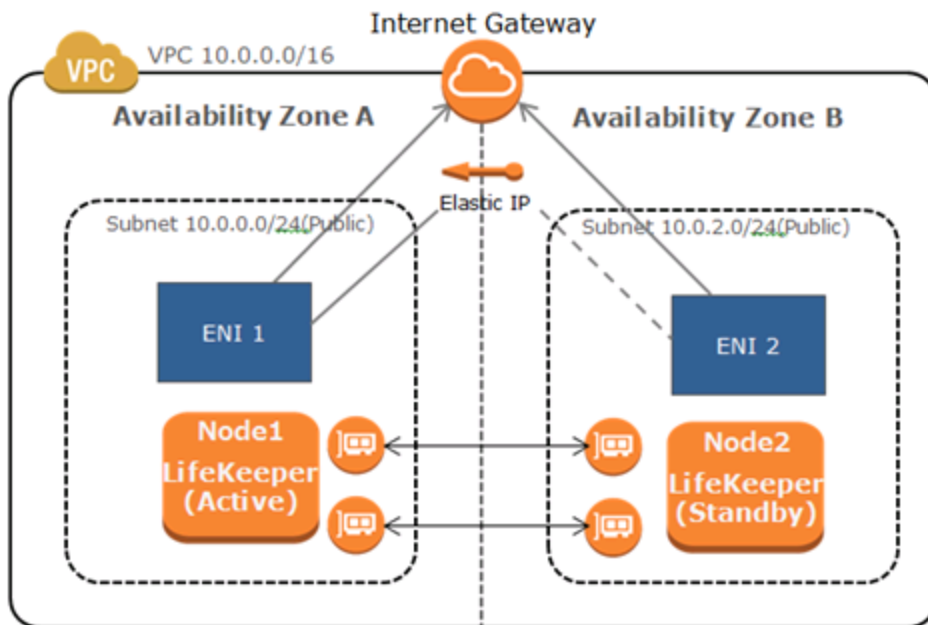 Internet Gateway
VPC
VPC 10.0.0.0/16
Availability Zone A
Availability Zone B
Elastic IP
Subnet 10.0.0.0/24(Public)
Subnet 10.0.2.0/24(Public)
ENI 1
ENI 2
Node1
LifeKeeper
(Active)
Node2
LifeKeeper
(Standby)